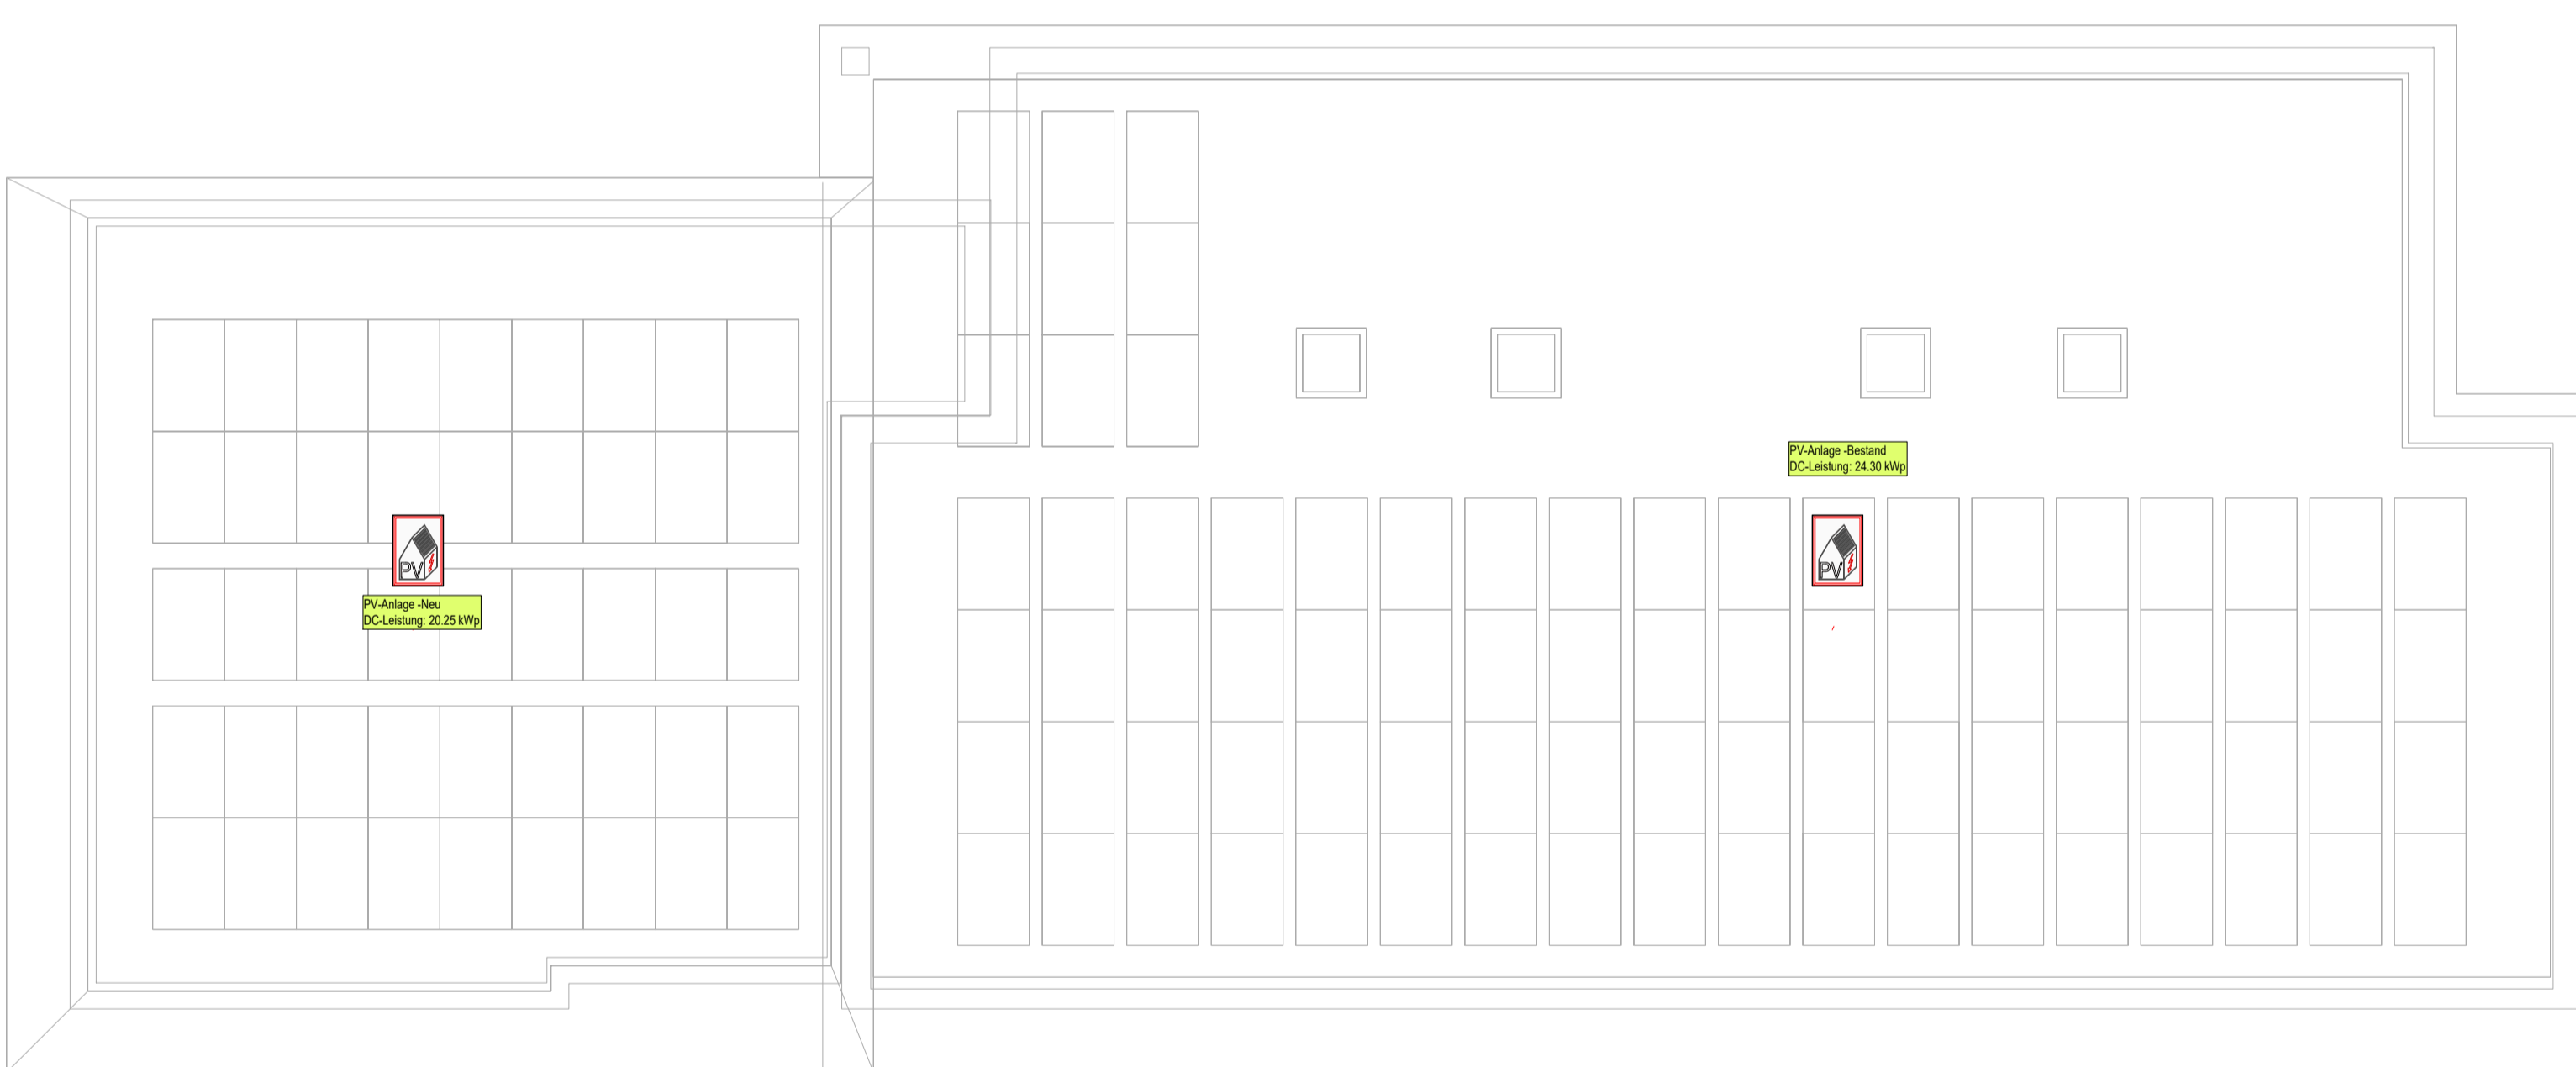 PV-Anlage -Bestand
DC-Leistung: 24.30 kWp
PV
PV
PV-Anlage -Neu
DC-Leistung: 20.25 kWp